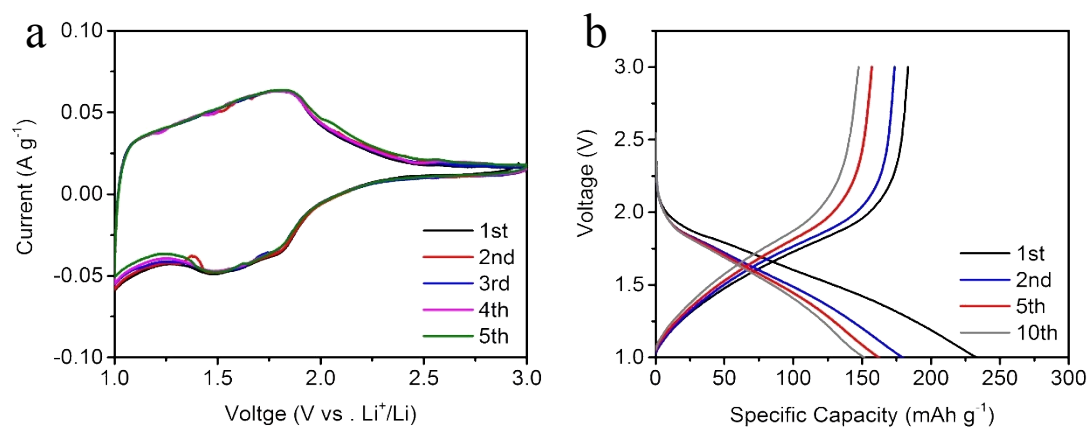 a
0.10
0.05
0.00
-0.05
-0.10
Current (A g⁻¹)
1.0 1.5 2.0 2.5 3.0
Voltge (V vs . Li⁺/Li)
1st
2nd
3rd
4th
5th
b
3.0
2.5
2.0
1.5
1.0
Voltage (V)
0 50 100 150 200 250 300
Specific Capacity (mAh g⁻¹)
1st
2nd
5th
10th